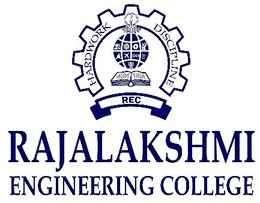 HARDWORK DISCIPLINE
REC
RAJALAKSHMI
ENGINEERING COLLEGE